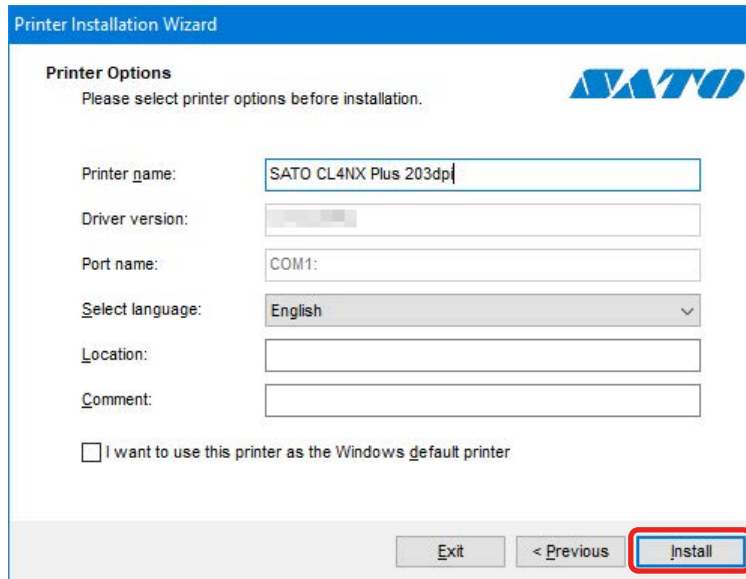 Printer Installation Wizard
Printer Options
SATO
Please select printer options before installation.
Printer name: SATO CL4NX Plus 203dpi
Driver version:
Port name: COM1:
Select language: English
Location:
Comment:
I want to use this printer as the Windows default printer
Exit < Previous Install